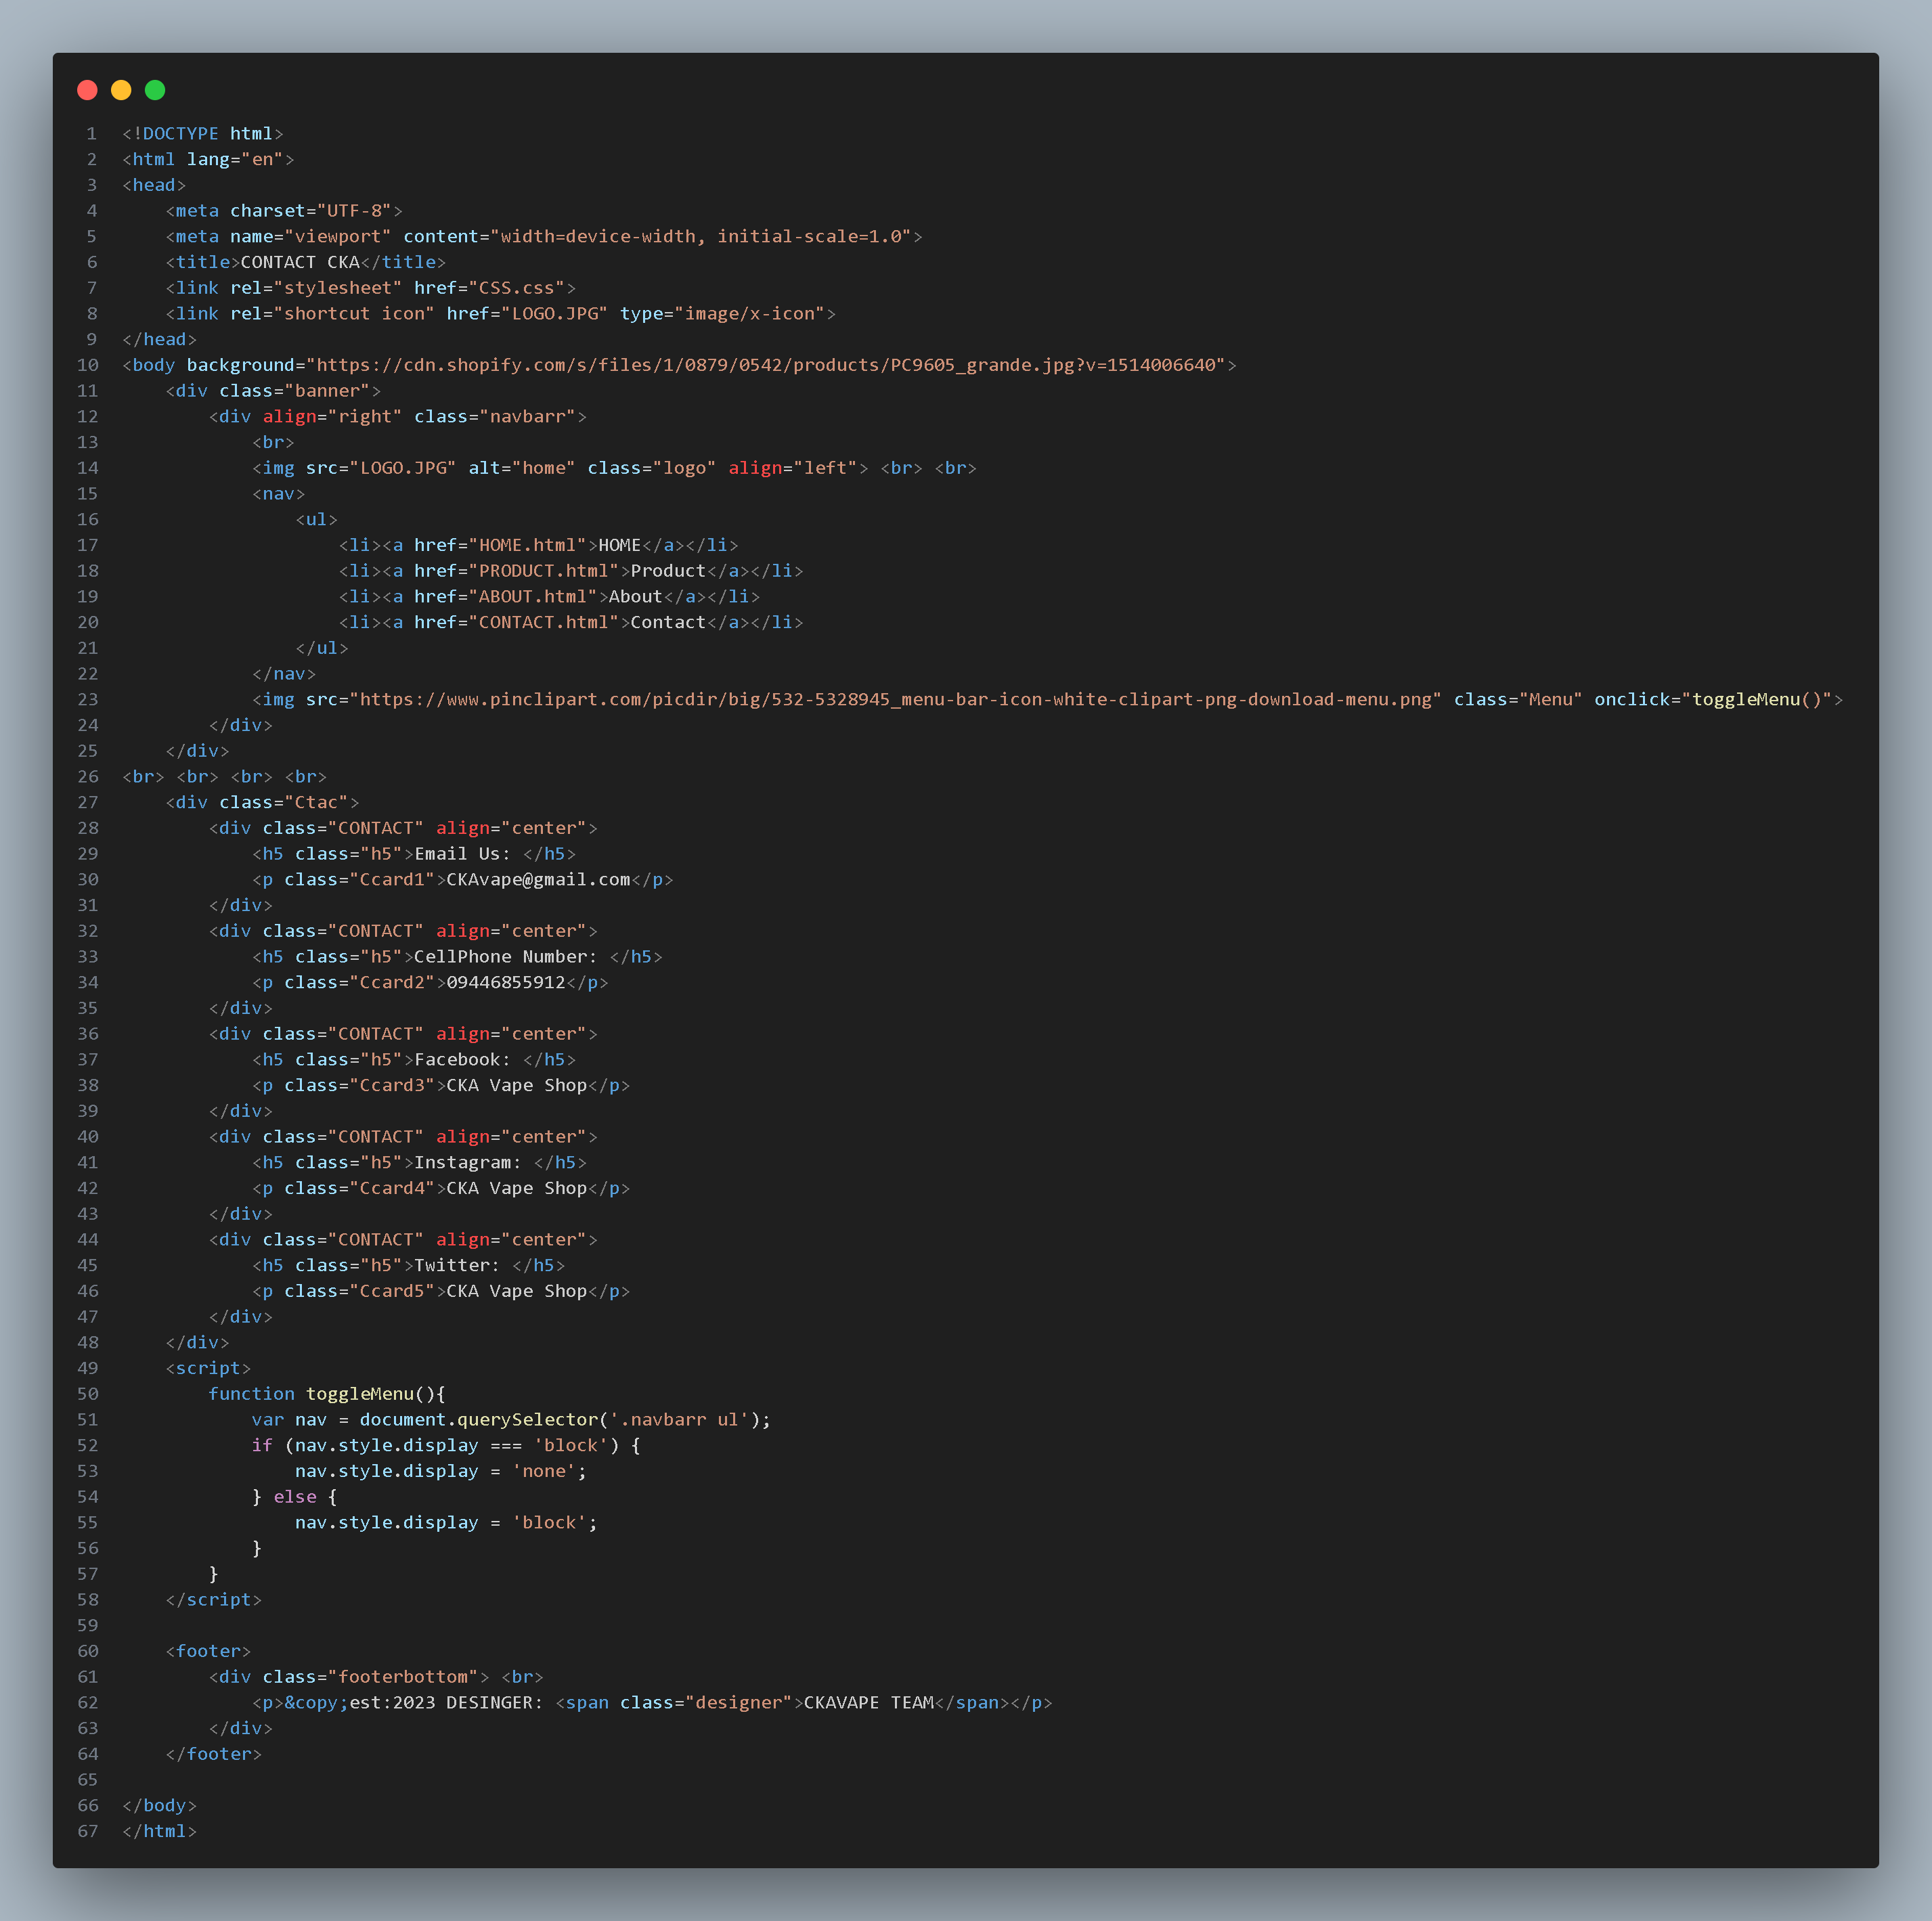 1 <!DOCTYPE html>
2 <html lang="en">
3 <head>
4     <meta charset="UTF-8">
5     <meta name="viewport" content="width=device-width, initial-scale=1.0">
6     <title>CONTACT CKA</title>
7     <link rel="stylesheet" href="CSS.css">
8     <link rel="shortcut icon" href="LOGO.JPG" type="image/x-icon">
9 </head>
10 <body background="https://cdn.shopify.com/s/files/1/0879/0542/products/PC9605_grande.jpg?v=1514006640">
11     <div class="banner">
12         <div align="right" class="navbarr">
13             <br>
14             <img src="LOGO.JPG" alt="home" class="logo" align="left"> <br> <br>
15             <nav>
16                 <ul>
17                     <li><a href="HOME.html">HOME</a></li>
18                     <li><a href="PRODUCT.html">Product</a></li>
19                     <li><a href="ABOUT.html">About</a></li>
20                     <li><a href="CONTACT.html">Contact</a></li>
21                 </ul>
22             </nav>
23             <img src="https://www.pinclipart.com/picdir/big/532-5328945_menu-bar-icon-white-clipart-png-download-menu.png" class="Menu" onclick="toggleMenu()">
24         </div>
25     </div>
26 <br> <br> <br> <br>
27     <div class="Ctac">
28         <div class="CONTACT" align="center">
29             <h5 class="h5">Email Us: </h5>
30             <p class="Ccard1">CKAvape@gmail.com</p>
31         </div>
32         <div class="CONTACT" align="center">
33             <h5 class="h5">CellPhone Number: </h5>
34             <p class="Ccard2">09446855912</p>
35         </div>
36         <div class="CONTACT" align="center">
37             <h5 class="h5">Facebook: </h5>
38             <p class="Ccard3">CKA Vape Shop</p>
39         </div>
40         <div class="CONTACT" align="center">
41             <h5 class="h5">Instagram: </h5>
42             <p class="Ccard4">CKA Vape Shop</p>
43         </div>
44         <div class="CONTACT" align="center">
45             <h5 class="h5">Twitter: </h5>
46             <p class="Ccard5">CKA Vape Shop</p>
47         </div>
48     </div>
49     <script>
50         function toggleMenu(){
51             var nav = document.querySelector('.navbarr ul');
52             if (nav.style.display === 'block') {
53                 nav.style.display = 'none';
54             } else {
55                 nav.style.display = 'block';
56             }
57         }
58     </script>
59
60     <footer>
61         <div class="footerbottom"> <br>
62             <p>&copy;est:2023 DESINGER: <span class="designer">CKAVAPE TEAM</span></p>
63         </div>
64     </footer>
65
66 </body>
67 </html>